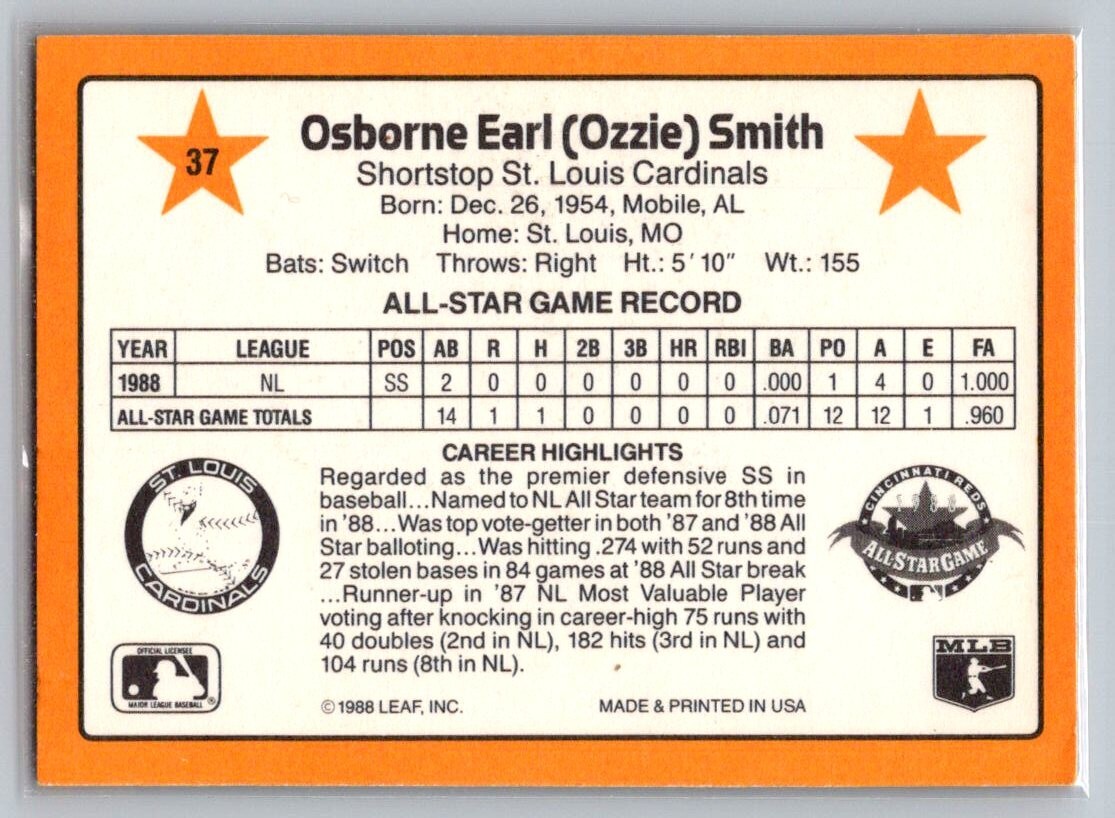 37
Osborne Earl (Ozzie) Smith
Shortstop St. Louis Cardinals
Born: Dec. 26, 1954, Mobile, AL
Home: St. Louis, MO
Bats: Switch Throws: Right Ht.: 5'10" Wt.: 155
ALL-STAR GAME RECORD
YEAR LEAGUE POS AB R H 2B 3B HR RBI BA PO A E FA
1988 NL SS 2 0 0 0 0 0 0 .000 1 4 0 1.000
ALL-STAR GAME TOTALS 14 1 1 0 0 0 0 .071 12 12 1 .960
CAREER HIGHLIGHTS
Regarded as the premier defensive SS in
baseball...Named to NL All Star team for 8th time
in '88...Was top vote-getter in both '87 and '88 All
Star balloting...Was hitting .274 with 52 runs and
27 stolen bases in 84 games at '88 All Star break
...Runner-up in '87 NL Most Valuable Player
voting after knocking in career-high 75 runs with
40 doubles (2nd in NL), 182 hits (3rd in NL) and
104 runs (8th in NL).
ST. LOUIS
CARDINALS
CINCINNATI REDS
1988
ALL-STAR GAME
OFFICIAL LICENSEE
MAJOR LEAGUE BASEBALL ®
MLB
© 1988 LEAF, INC. MADE & PRINTED IN USA